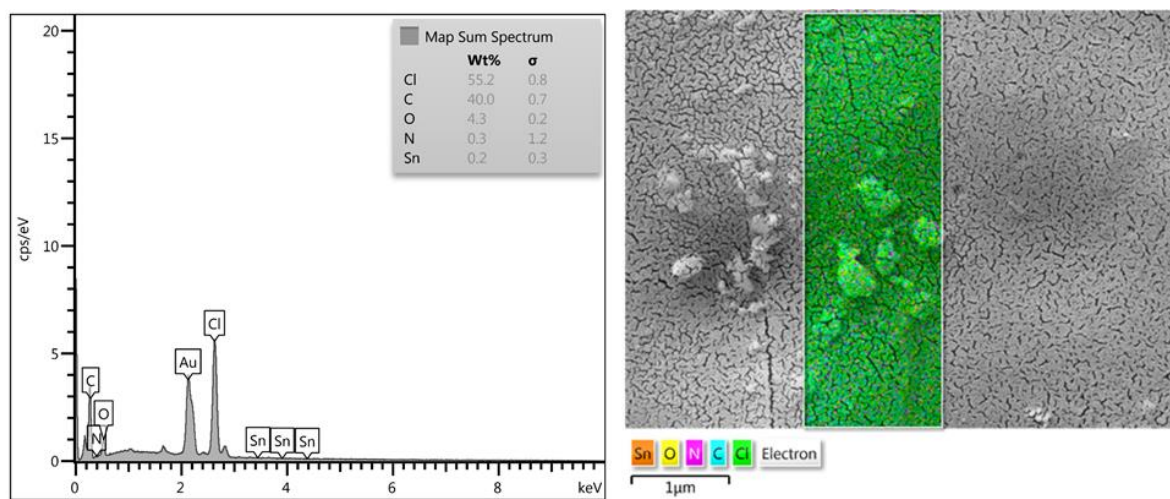 Map Sum Spectrum
Wt% σ
Cl 55.2 0.8
C 40.0 0.7
O 4.3 0.2
N 0.3 1.2
Sn 0.2 0.3
20
15
10
5
0
cps/eV
C
N
O
Au
Cl
Sn Sn Sn
0 2 4 6 8 keV
Sn O N C Cl Electron
1µm